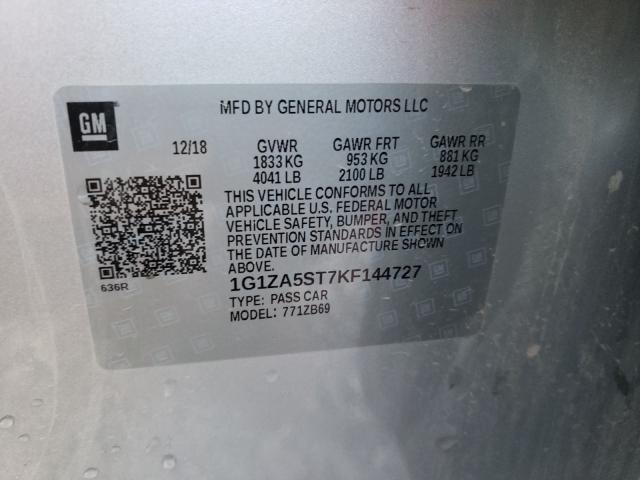 GM
MFD BY GENERAL MOTORS LLC
12/18 GVWR GAWR FRT GAWR RR
1833 KG 953 KG 881 KG
4041 LB 2100 LB 1942 LB
THIS VEHICLE CONFORMS TO ALL
APPLICABLE U.S. FEDERAL MOTOR
VEHICLE SAFETY, BUMPER, AND THEFT
PREVENTION STANDARDS IN EFFECT ON
THE DATE OF MANUFACTURE SHOWN
ABOVE.
636R
1G1ZA5ST7KF144727
TYPE: PASS CAR
MODEL: 771ZB69